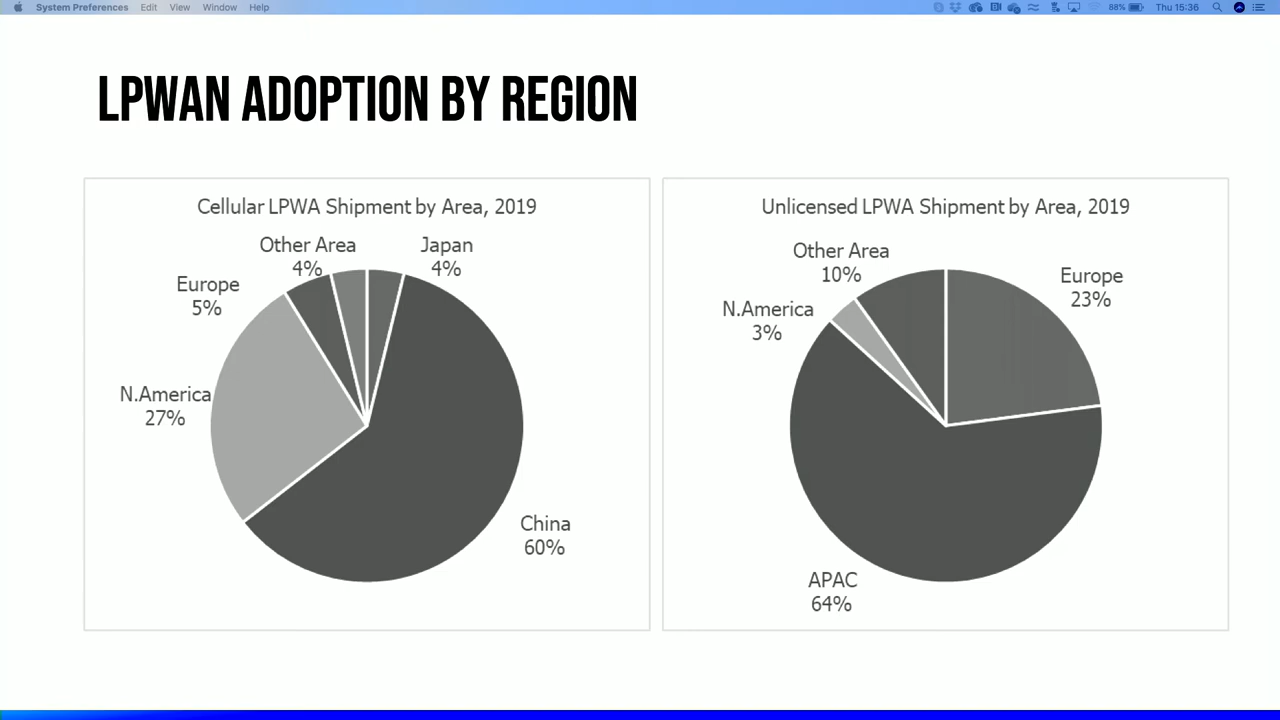 System Preferences Edit View Window Help 88% Thu 15:36
LPWAN ADOPTION BY REGION
Cellular LPWA Shipment by Area, 2019
Other Area
4%
Japan
4%
Europe
5%
N.America
27%
China
60%
Unlicensed LPWA Shipment by Area, 2019
Other Area
10%
Europe
23%
N.America
3%
APAC
64%